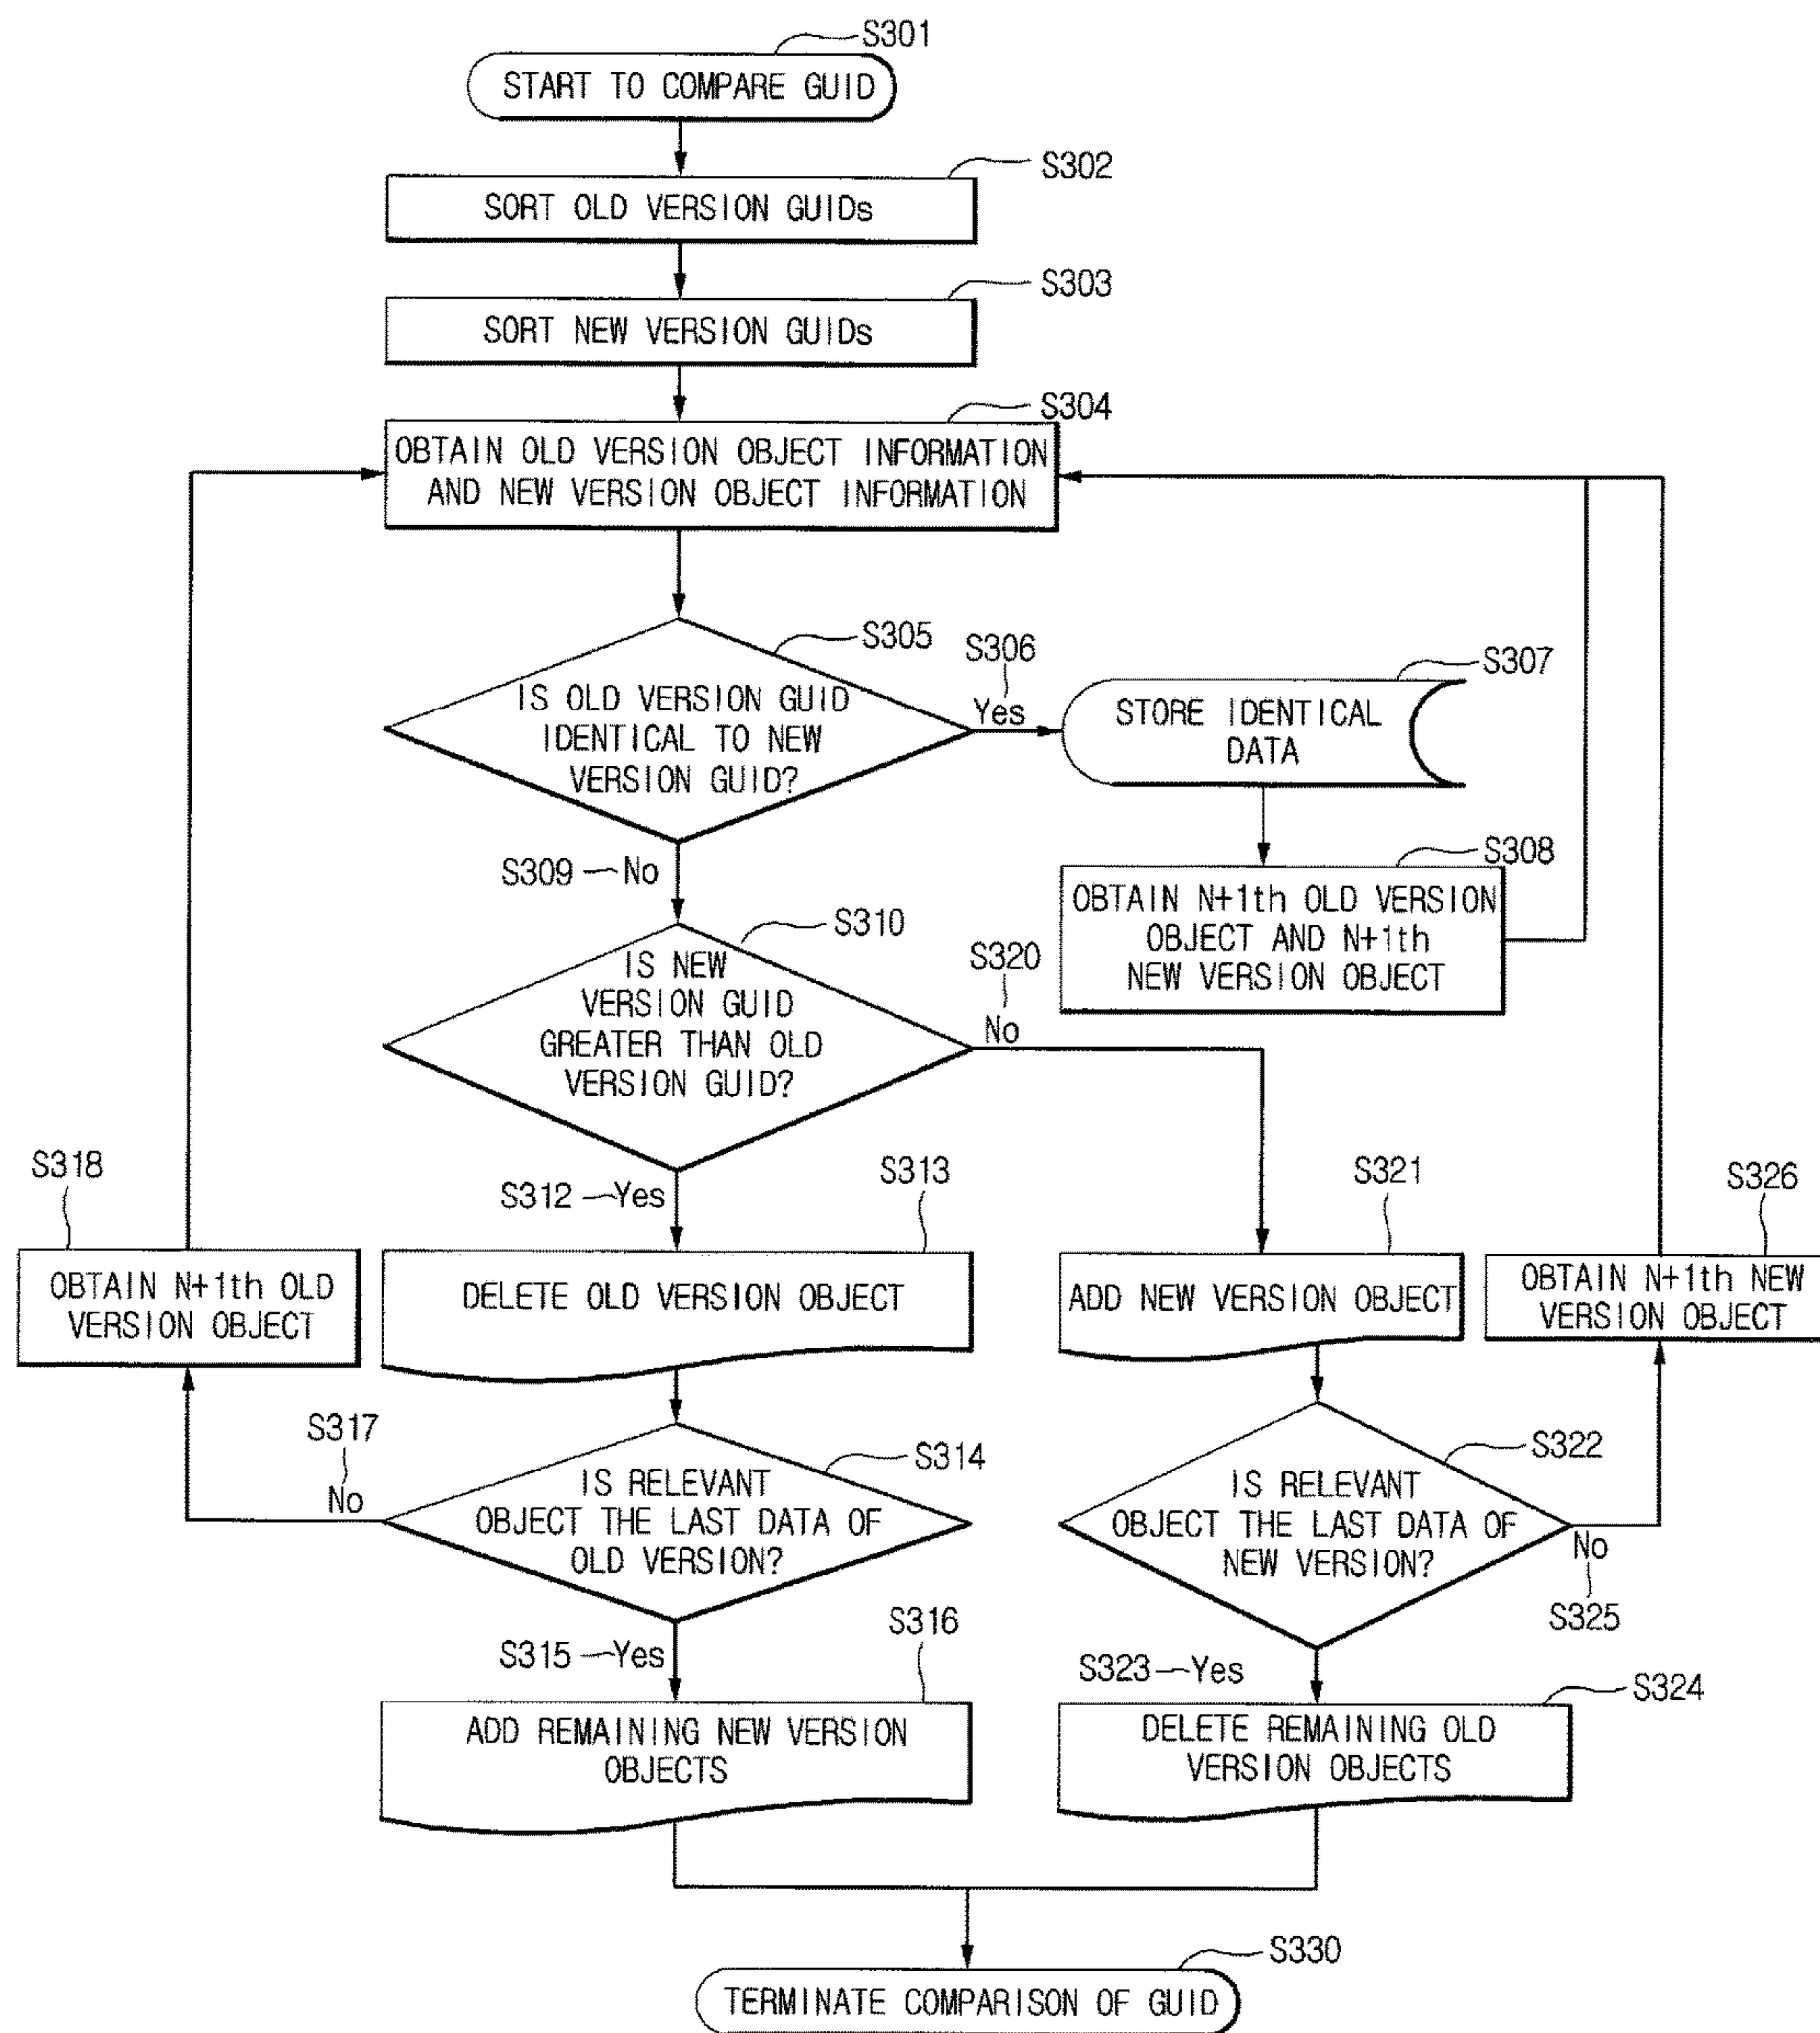 S301
START TO COMPARE GUID
S302
SORT OLD VERSION GUIDs
S303
SORT NEW VERSION GUIDs
S304
OBTAIN OLD VERSION OBJECT INFORMATION
AND NEW VERSION OBJECT INFORMATION
S305
IS OLD VERSION GUID
IDENTICAL TO NEW
VERSION GUID?
S306
Yes
S307
STORE IDENTICAL
DATA
S308
OBTAIN N+1th OLD VERSION
OBJECT AND N+1th
NEW VERSION OBJECT
S309
No
S310
IS NEW
VERSION GUID
GREATER THAN OLD
VERSION GUID?
S320
No
S312
Yes
S313
DELETE OLD VERSION OBJECT
S318
OBTAIN N+1th OLD
VERSION OBJECT
S321
ADD NEW VERSION OBJECT
S326
OBTAIN N+1th NEW
VERSION OBJECT
S317
No
S314
IS RELEVANT
OBJECT THE LAST DATA OF
OLD VERSION?
S322
IS RELEVANT
OBJECT THE LAST DATA OF
NEW VERSION?
No
S325
S315
Yes
S316
ADD REMAINING NEW VERSION
OBJECTS
S323
Yes
S324
DELETE REMAINING OLD
VERSION OBJECTS
S330
TERMINATE COMPARISON OF GUID